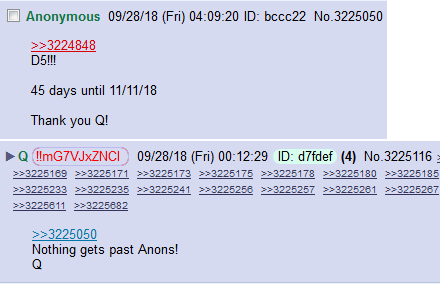 Anonymous 09/28/18 (Fri) 04:09:20 ID: bccc22 No.3225050
>>3224848
D5!!!
45 days until 11/11/18
Thank you Q!
Q !!mG7VJxZNCI 09/28/18 (Fri) 00:12:29 ID: d7fdef (4) No.3225116
>>3225169 >>3225171 >>3225173 >>3225175 >>3225178 >>3225180 >>3225185
>>3225233 >>3225235 >>3225241 >>3225256 >>3225257 >>3225261 >>3225267
>>3225611 >>3225682
>>3225050
Nothing gets past Anons!
Q